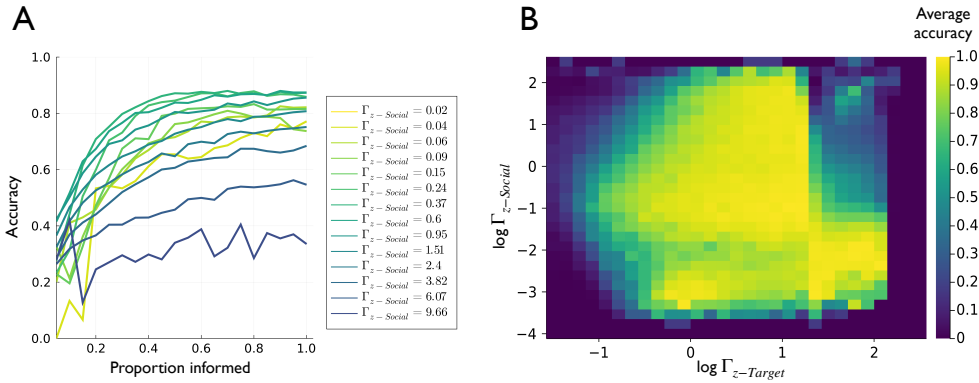 A
1.0
0.8
0.6
0.4
0.2
0.0
Accuracy
0.2
0.4
0.6
0.8
1.0
Proportion informed
Γz−Social = 0.02
Γz−Social = 0.04
Γz−Social = 0.06
Γz−Social = 0.09
Γz−Social = 0.15
Γz−Social = 0.24
Γz−Social = 0.37
Γz−Social = 0.6
Γz−Social = 0.95
Γz−Social = 1.51
Γz−Social = 2.4
Γz−Social = 3.82
Γz−Social = 6.07
Γz−Social = 9.66
B
2
1
0
−1
−2
−3
−4
log Γz−Social
−1
0
1
2
log Γz−Target
Average
accuracy
1.0
0.9
0.8
0.7
0.6
0.5
0.4
0.3
0.2
0.1
0